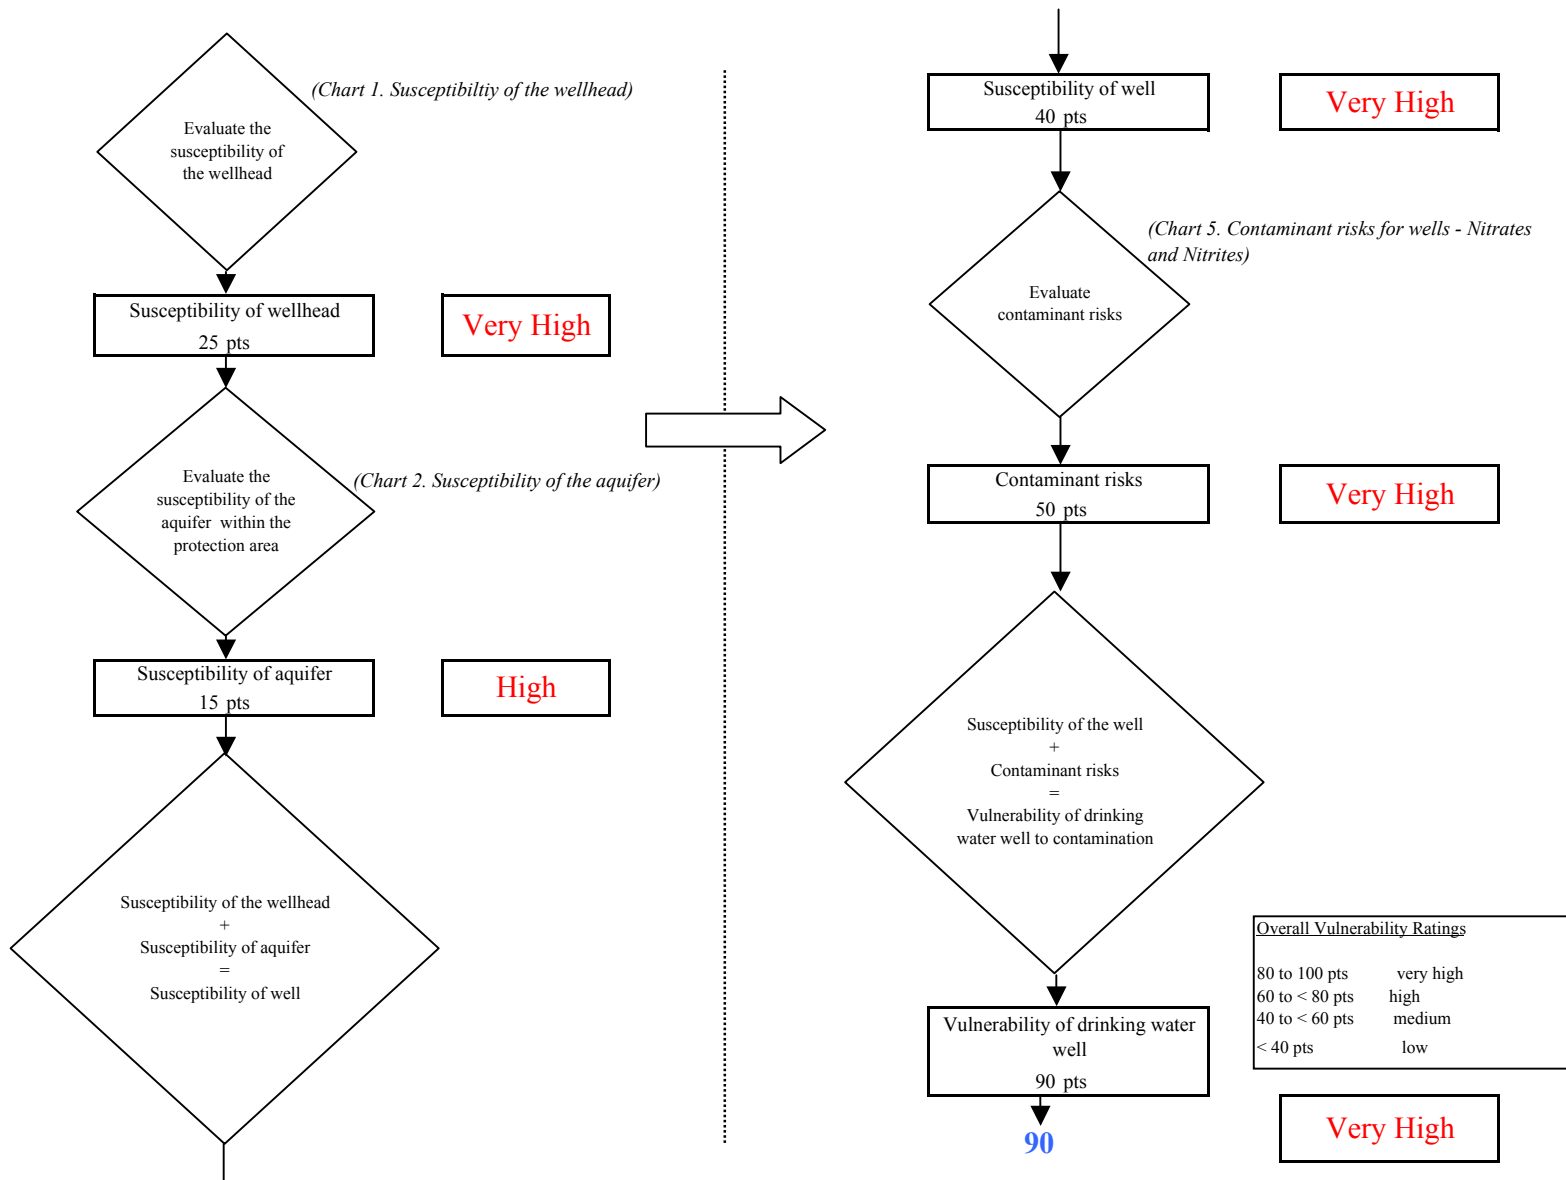 (Chart 1. Susceptibiltiy of the wellhead)
Evaluate the
susceptibility of
the wellhead
Susceptibility of wellhead
25 pts
Very High
(Chart 2. Susceptibility of the aquifer)
Evaluate the
susceptibility of the
aquifer within the
protection area
Susceptibility of aquifer
15 pts
High
Susceptibility of the wellhead
+
Susceptibility of aquifer
=
Susceptibility of well
Susceptibility of well
40 pts
Very High
(Chart 5. Contaminant risks for wells - Nitrates
and Nitrites)
Evaluate
contaminant risks
Contaminant risks
50 pts
Very High
Susceptibility of the well
+
Contaminant risks
=
Vulnerability of drinking
water well to contamination
Overall Vulnerability Ratings
80 to 100 pts very high
60 to < 80 pts high
40 to < 60 pts medium
< 40 pts low
Vulnerability of drinking water
well
90 pts
90
Very High